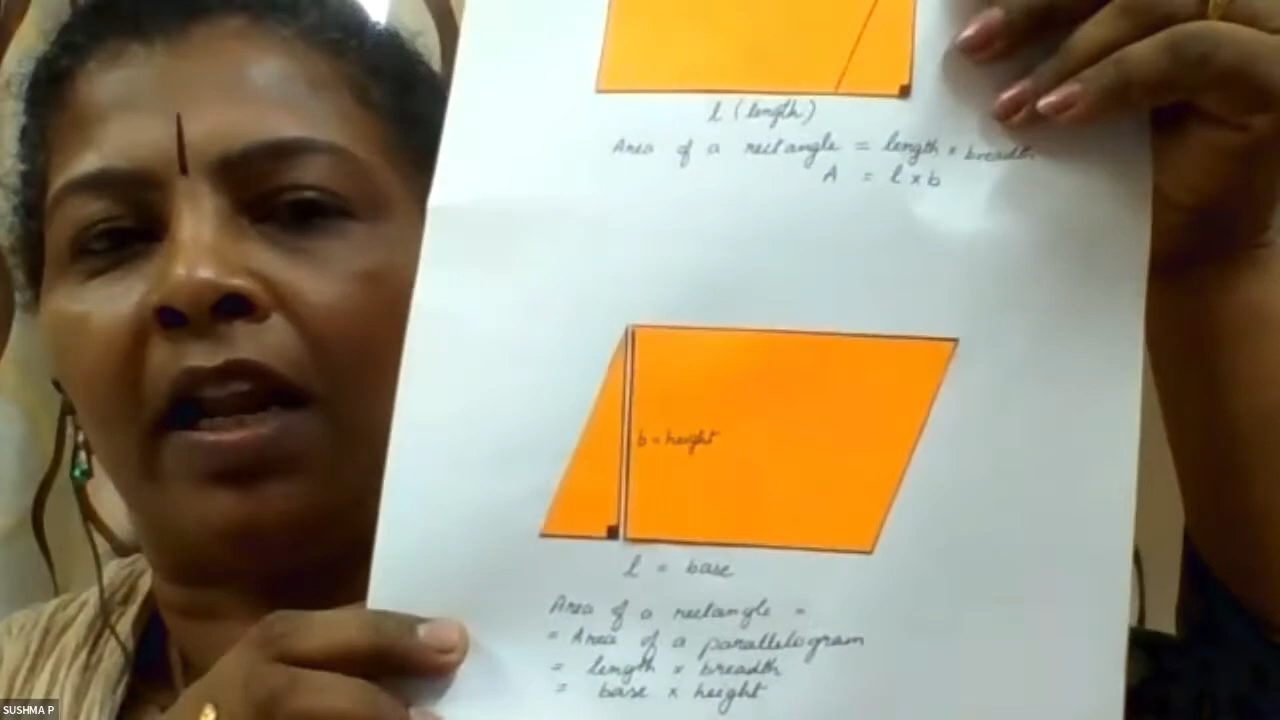 l (length)
Area of a rectangle = length × breadth
A = l × b
b = height
l = base
Area of a rectangle =
= Area of a parallelogram
= length × breadth
= base × height
SUSHMA P